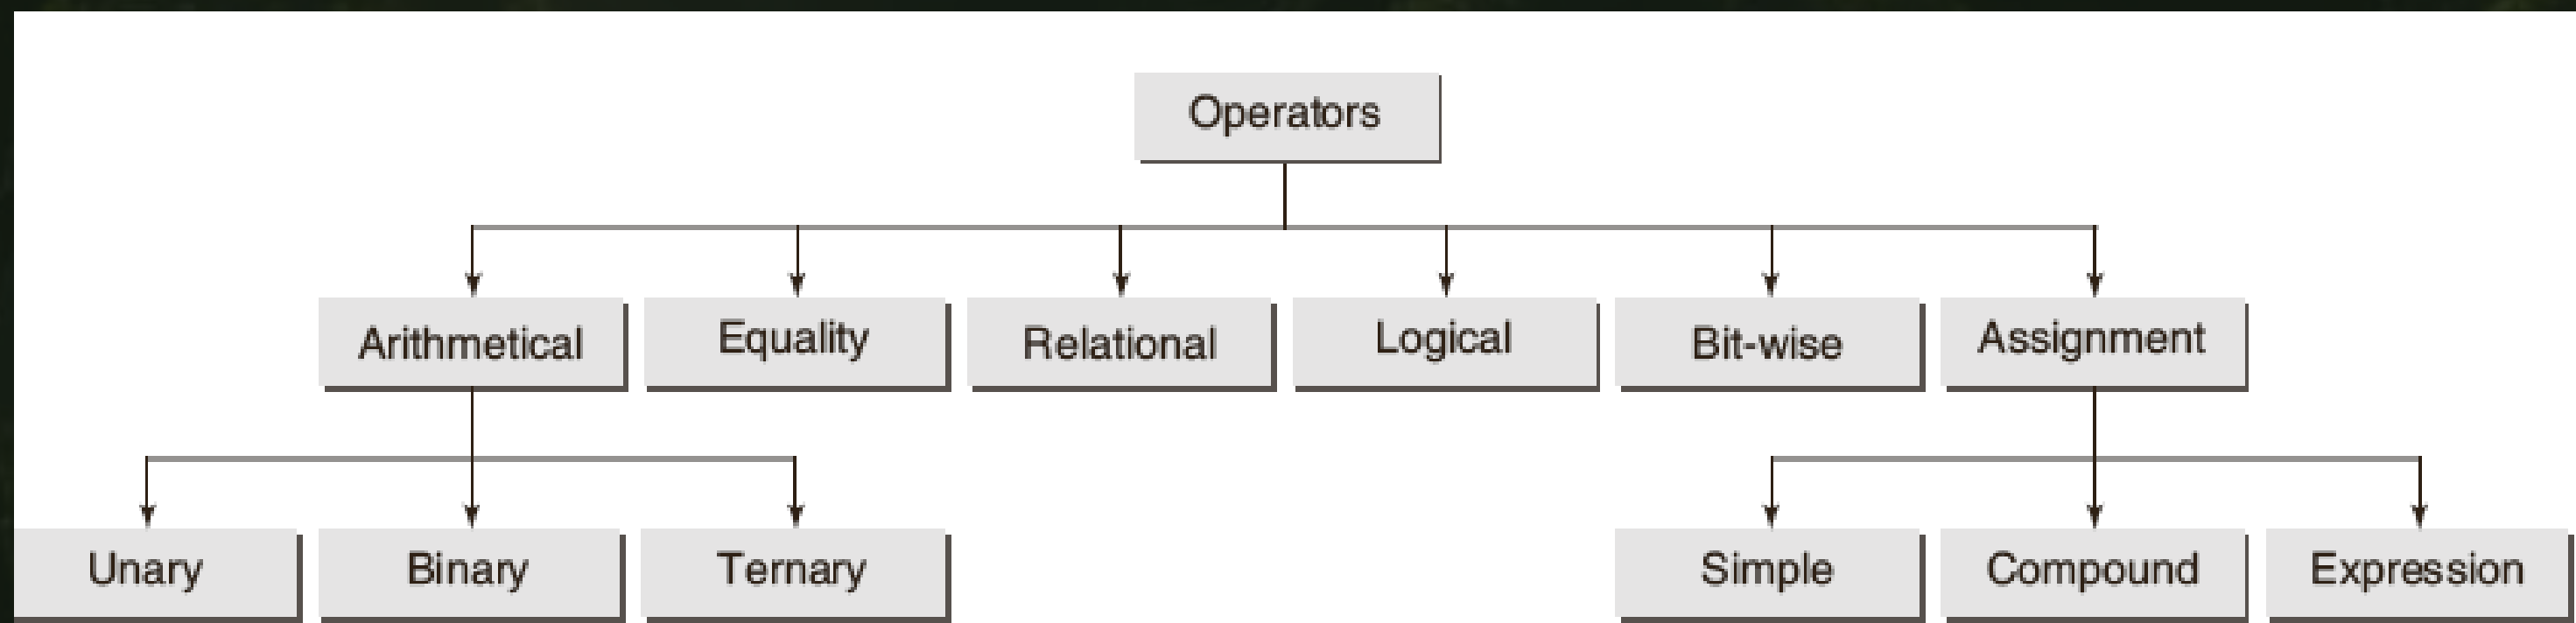 Operators
Arithmetical
Equality
Relational
Logical
Bit-wise
Assignment
Unary
Binary
Ternary
Simple
Compound
Expression